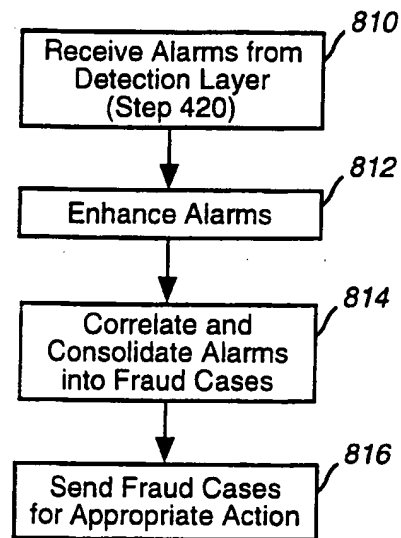 810
Receive Alarms from
Detection Layer
(Step 420)
812
Enhance Alarms
814
Correlate and
Consolidate Alarms
into Fraud Cases
816
Send Fraud Cases
for Appropriate Action